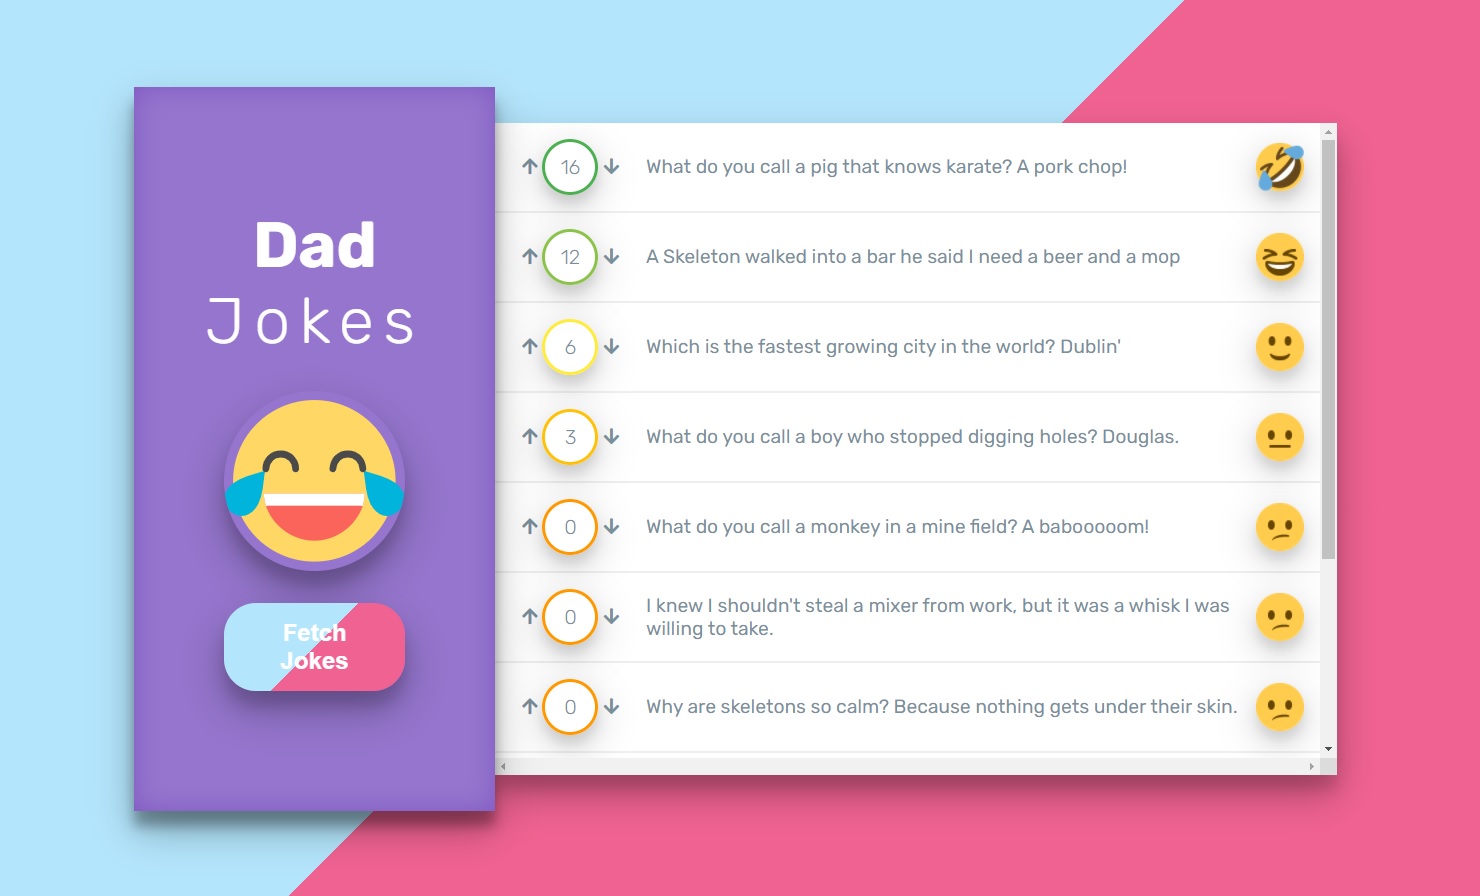 Dad
Jokes
Fetch
Jokes
16
What do you call a pig that knows karate? A pork chop!
12
A Skeleton walked into a bar he said I need a beer and a mop
6
Which is the fastest growing city in the world? Dublin'
3
What do you call a boy who stopped digging holes? Douglas.
0
What do you call a monkey in a mine field? A babooooom!
0
I knew I shouldn't steal a mixer from work, but it was a whisk I was
willing to take.
0
Why are skeletons so calm? Because nothing gets under their skin.